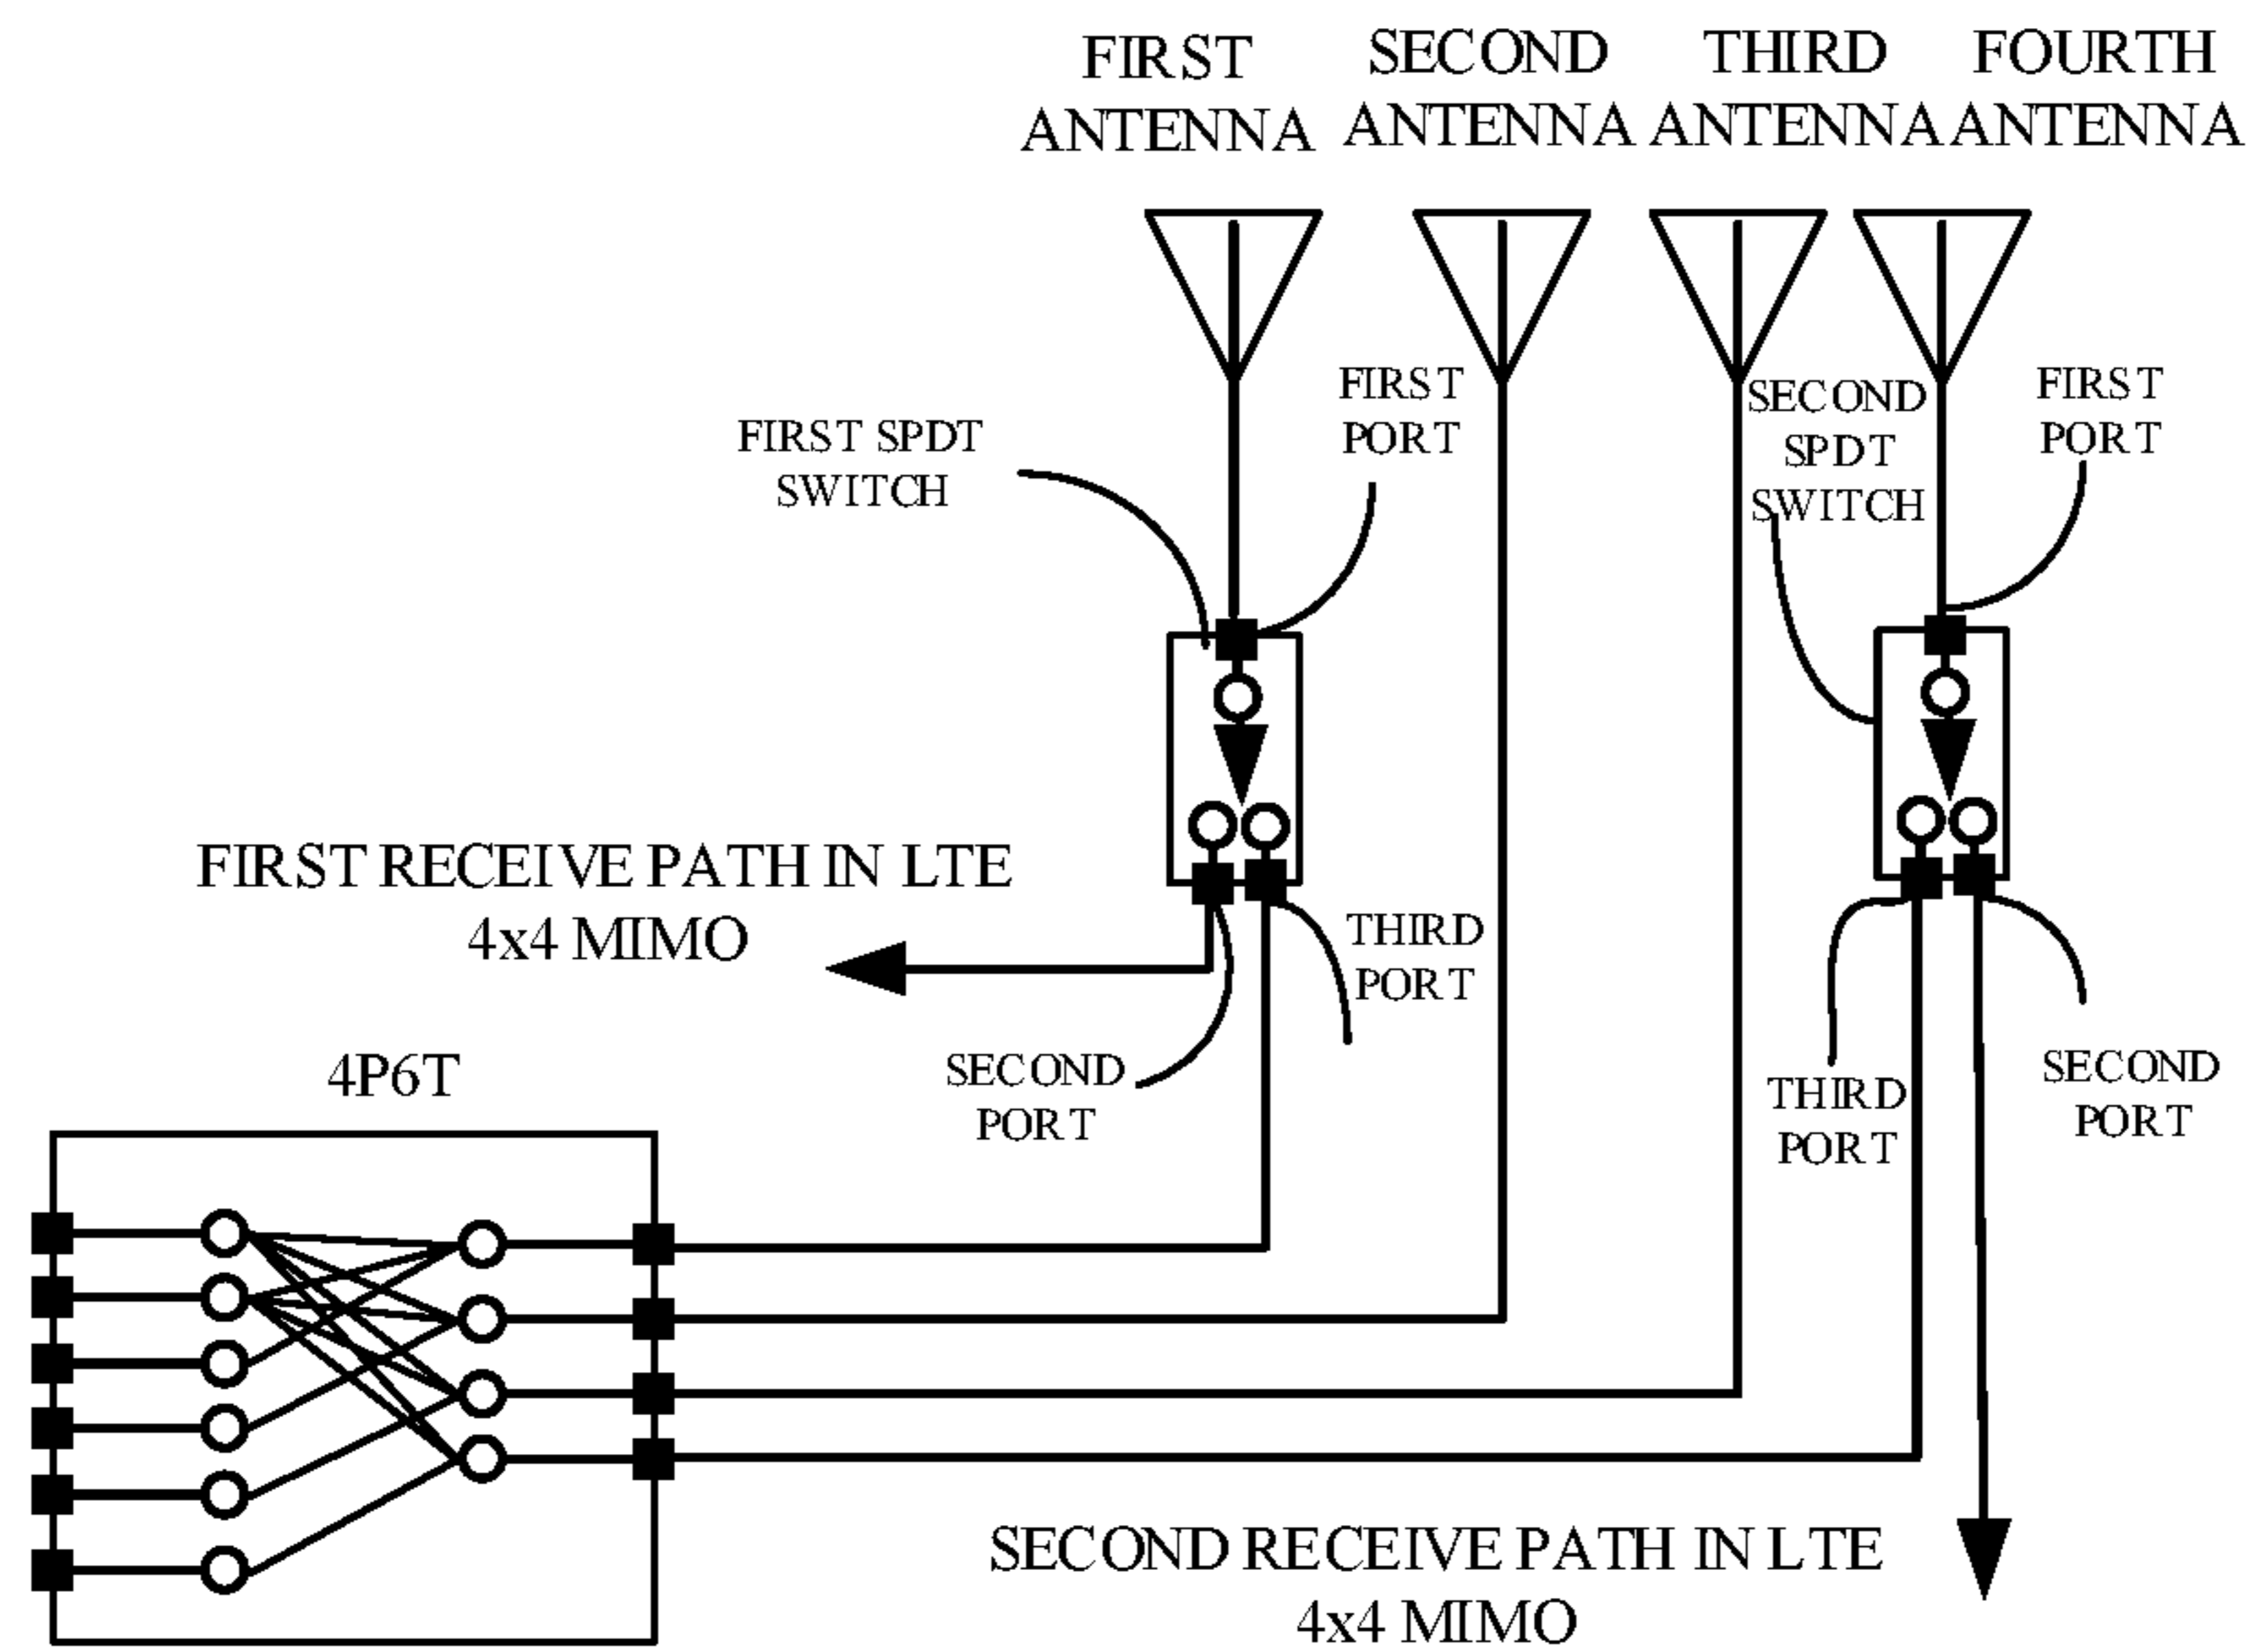 FIRST
ANTENNA
SECOND
ANTENNA
THIRD
ANTENNA
FOURTH
ANTENNA
FIRST SPDT
SWITCH
FIRST
PORT
SECOND
SPDT
SWITCH
FIRST
PORT
FIRST RECEIVE PATH IN LTE
4x4 MIMO
THIRD
PORT
SECOND
PORT
THIRD
PORT
SECOND
PORT
4P6T
SECOND RECEIVE PATH IN LTE
4x4 MIMO